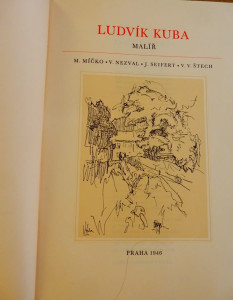 LUDVÍK KUBA
MALÍŘ
M. MÍČKO • V. NEZVAL • J. SEIFERT • V. V. ŠTECH
PRAHA 1946